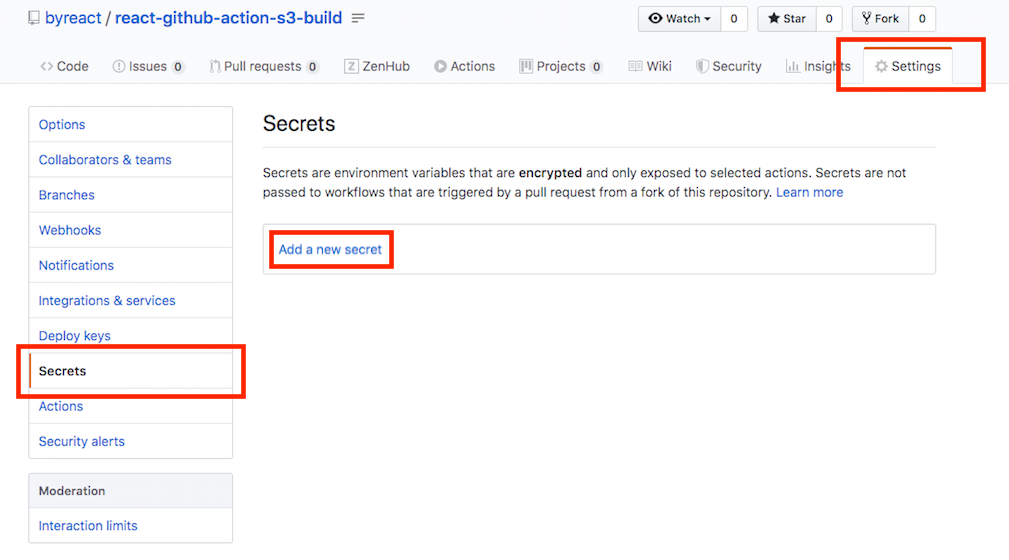 byreact / react-github-action-s3-build
Watch 0 Star 0 Fork 0
Code Issues 0 Pull requests 0 ZenHub Actions Projects 0 Wiki Security Insights Settings
Options
Collaborators & teams
Branches
Webhooks
Notifications
Integrations & services
Deploy keys
Secrets
Actions
Security alerts
Moderation
Interaction limits
Secrets
Secrets are environment variables that are encrypted and only exposed to selected actions. Secrets are not
passed to workflows that are triggered by a pull request from a fork of this repository. Learn more
Add a new secret